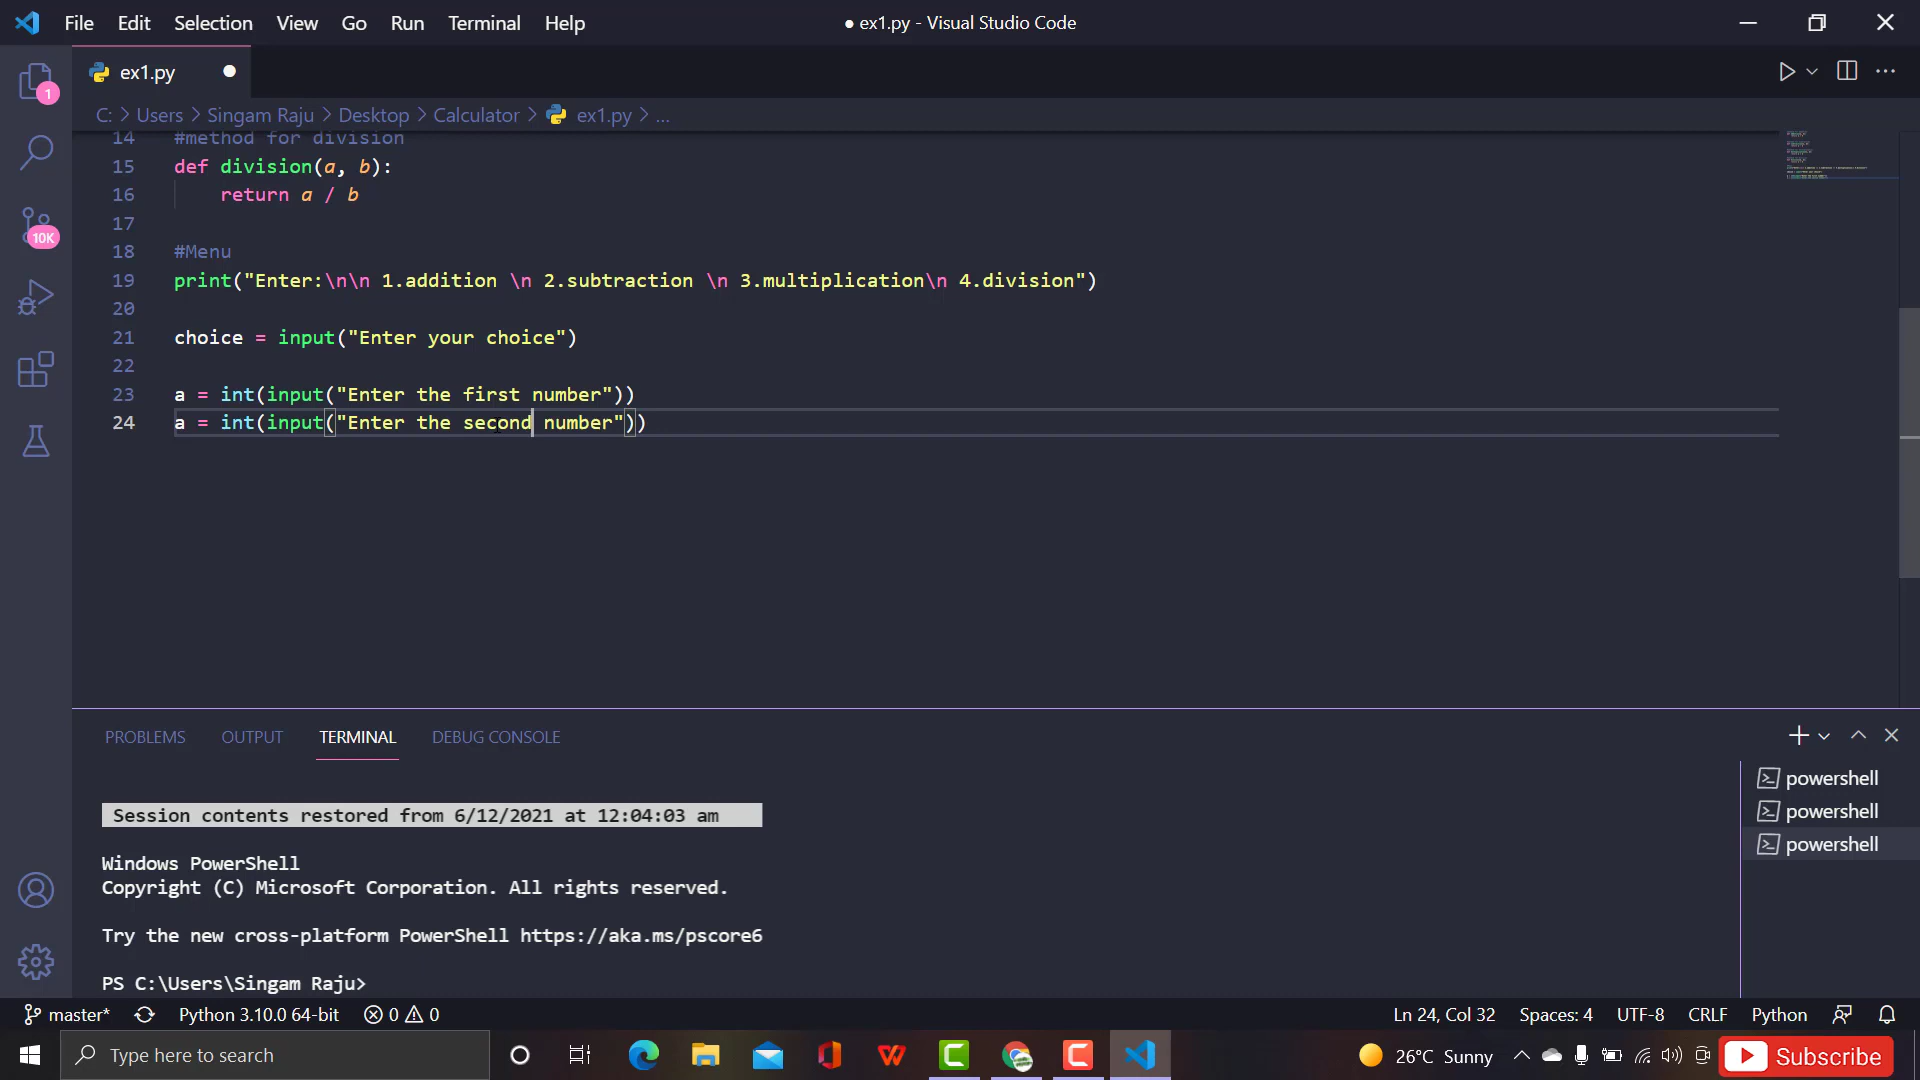 File Edit Selection View Go Run Terminal Help
● ex1.py - Visual Studio Code
ex1.py
1
C: > Users > Singam Raju > Desktop > Calculator > ex1.py > ...
14 #method for division
15 def division(a, b):
16 return a / b
17
10K
18 #Menu
19 print("Enter:\n\n 1.addition \n 2.subtraction \n 3.multiplication\n 4.division")
20
21 choice = input("Enter your choice")
22
23 a = int(input("Enter the first number"))
24 a = int(input("Enter the second number"))
PROBLEMS OUTPUT TERMINAL DEBUG CONSOLE
powershell
powershell
powershell
Session contents restored from 6/12/2021 at 12:04:03 am
Windows PowerShell
Copyright (C) Microsoft Corporation. All rights reserved.
Try the new cross-platform PowerShell https://aka.ms/pscore6
PS C:\Users\Singam Raju>
master* Python 3.10.0 64-bit 0 0 Ln 24, Col 32 Spaces: 4 UTF-8 CRLF Python
Type here to search
26°C Sunny
Subscribe